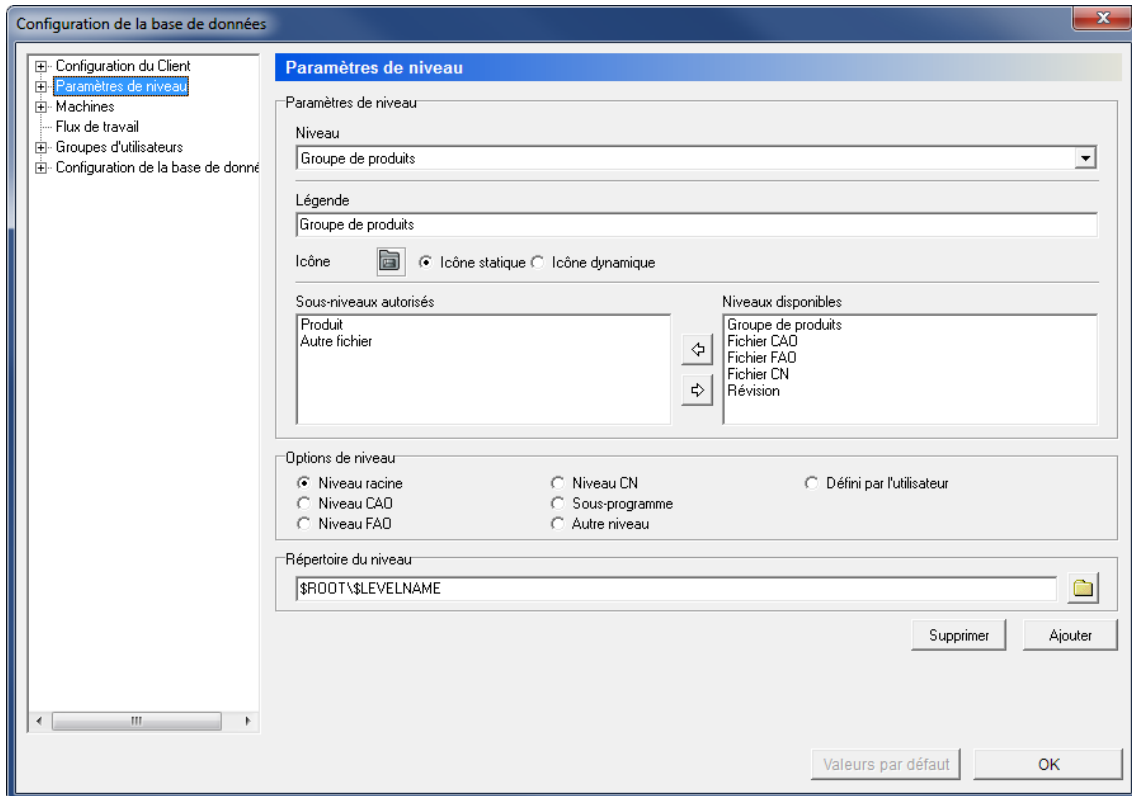 Configuration de la base de données
Configuration du Client
Paramètres de niveau
Machines
Flux de travail
Groupes d'utilisateurs
Configuration de la base de donné
Paramètres de niveau
Paramètres de niveau
Niveau
Groupe de produits
Légende
Groupe de produits
Icône
Icône statique
Icône dynamique
Sous-niveaux autorisés
Produit
Autre fichier
Niveaux disponibles
Groupe de produits
Fichier CAO
Fichier FAO
Fichier CN
Révision
Options de niveau
Niveau racine
Niveau CAO
Niveau FAO
Niveau CN
Sous-programme
Autre niveau
Défini par l'utilisateur
Répertoire du niveau
$ROOT\$LEVELNAME
Supprimer
Ajouter
Valeurs par défaut
OK